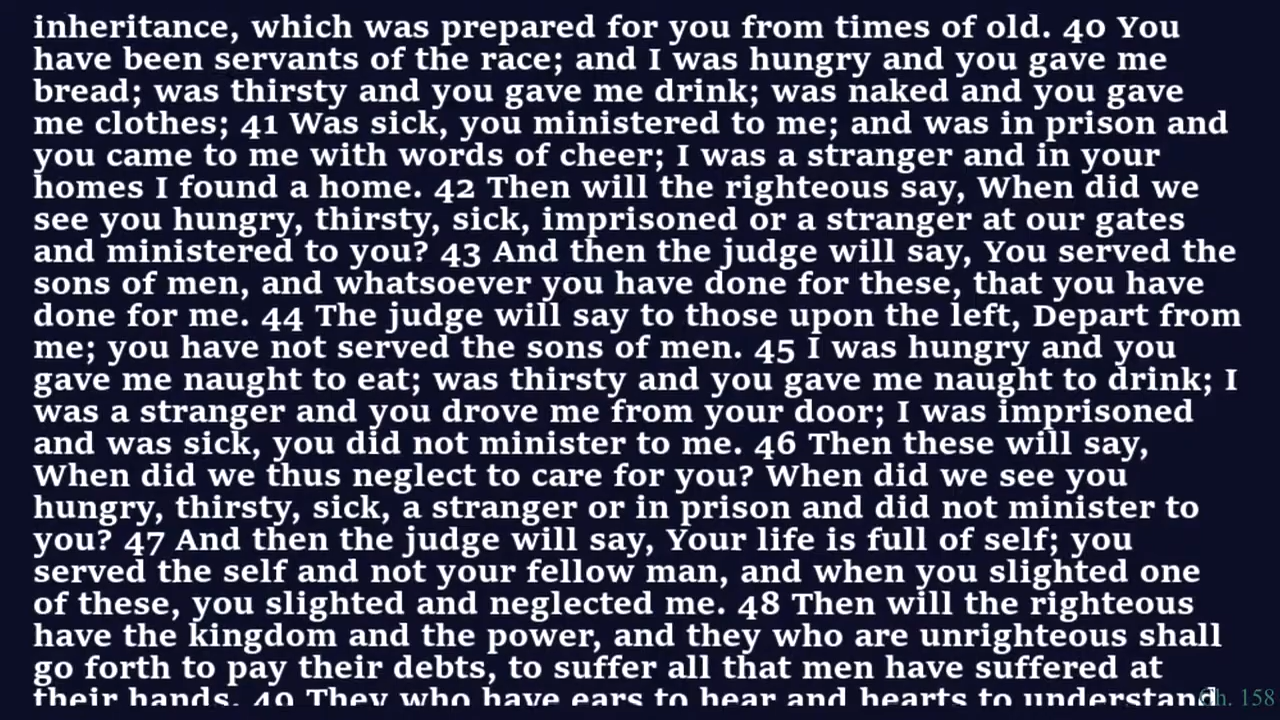 inheritance, which was prepared for you from times of old. 40 You
have been servants of the race; and I was hungry and you gave me
bread; was thirsty and you gave me drink; was naked and you gave
me clothes; 41 Was sick, you ministered to me; and was in prison and
you came to me with words of cheer; I was a stranger and in your
homes I found a home. 42 Then will the righteous say, When did we
see you hungry, thirsty, sick, imprisoned or a stranger at our gates
and ministered to you? 43 And then the judge will say, You served the
sons of men, and whatsoever you have done for these, that you have
done for me. 44 The judge will say to those upon the left, Depart from
me; you have not served the sons of men. 45 I was hungry and you
gave me naught to eat; was thirsty and you gave me naught to drink; I
was a stranger and you drove me from your door; I was imprisoned
and was sick, you did not minister to me. 46 Then these will say,
When did we thus neglect to care for you? When did we see you
hungry, thirsty, sick, a stranger or in prison and did not minister to
you? 47 And then the judge will say, Your life is full of self; you
served the self and not your fellow man, and when you slighted one
of these, you slighted and neglected me. 48 Then will the righteous
have the kingdom and the power, and they who are unrighteous shall
go forth to pay their debts, to suffer all that men have suffered at
their hands. 49 They who have ears to hear and hearts to understand
Ch. 158